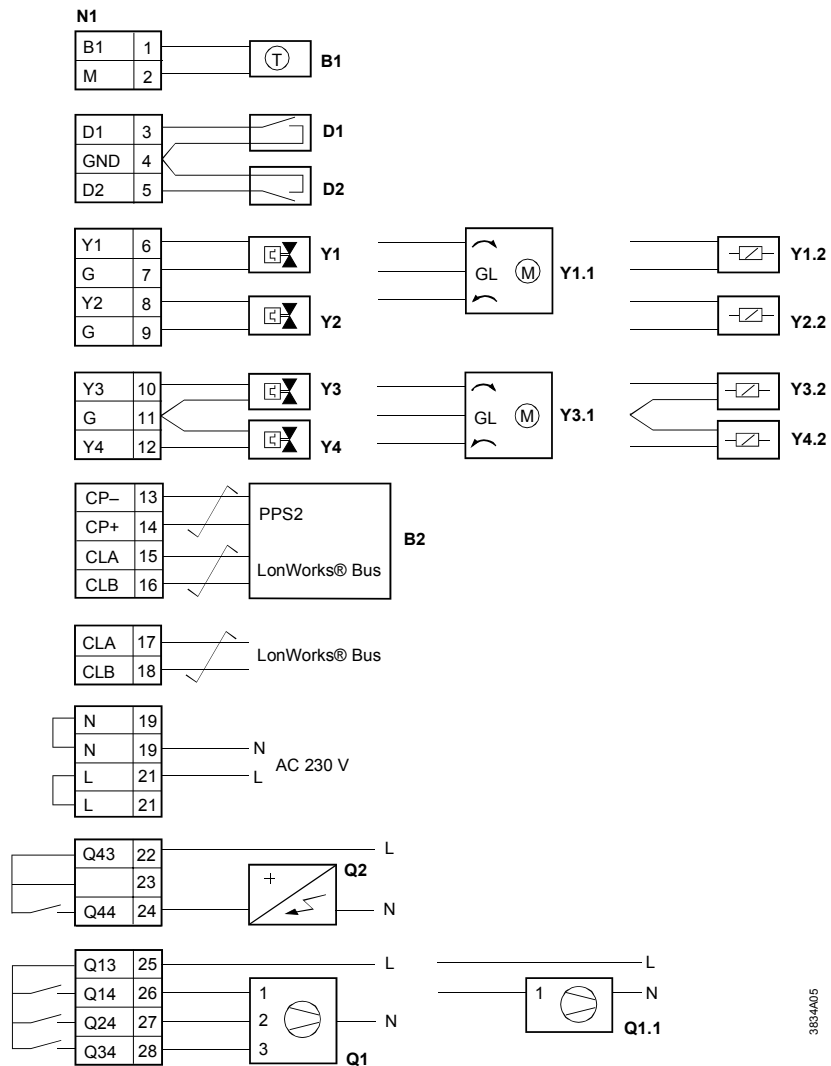 N1
B1 1
M 2
T
B1
D1 3
GND 4
D2 5
D1
D2
Y1 6
G 7
Y2 8
G 9
Y1
Y2
GL M
Y1.1
Y1.2
Y2.2
Y3 10
G 11
Y4 12
Y3
Y4
GL M
Y3.1
Y3.2
Y4.2
CP– 13
CP+ 14
CLA 15
CLB 16
PPS2
LonWorks® Bus
B2
CLA 17
CLB 18
LonWorks® Bus
N 19
N 19
L 21
L 21
N
L
AC 230 V
Q43 22
23
Q44 24
L
+
Q2
N
Q13 25
Q14 26
Q24 27
Q34 28
L
1
2
3
N
Q1
L
1
N
Q1.1
3834A05